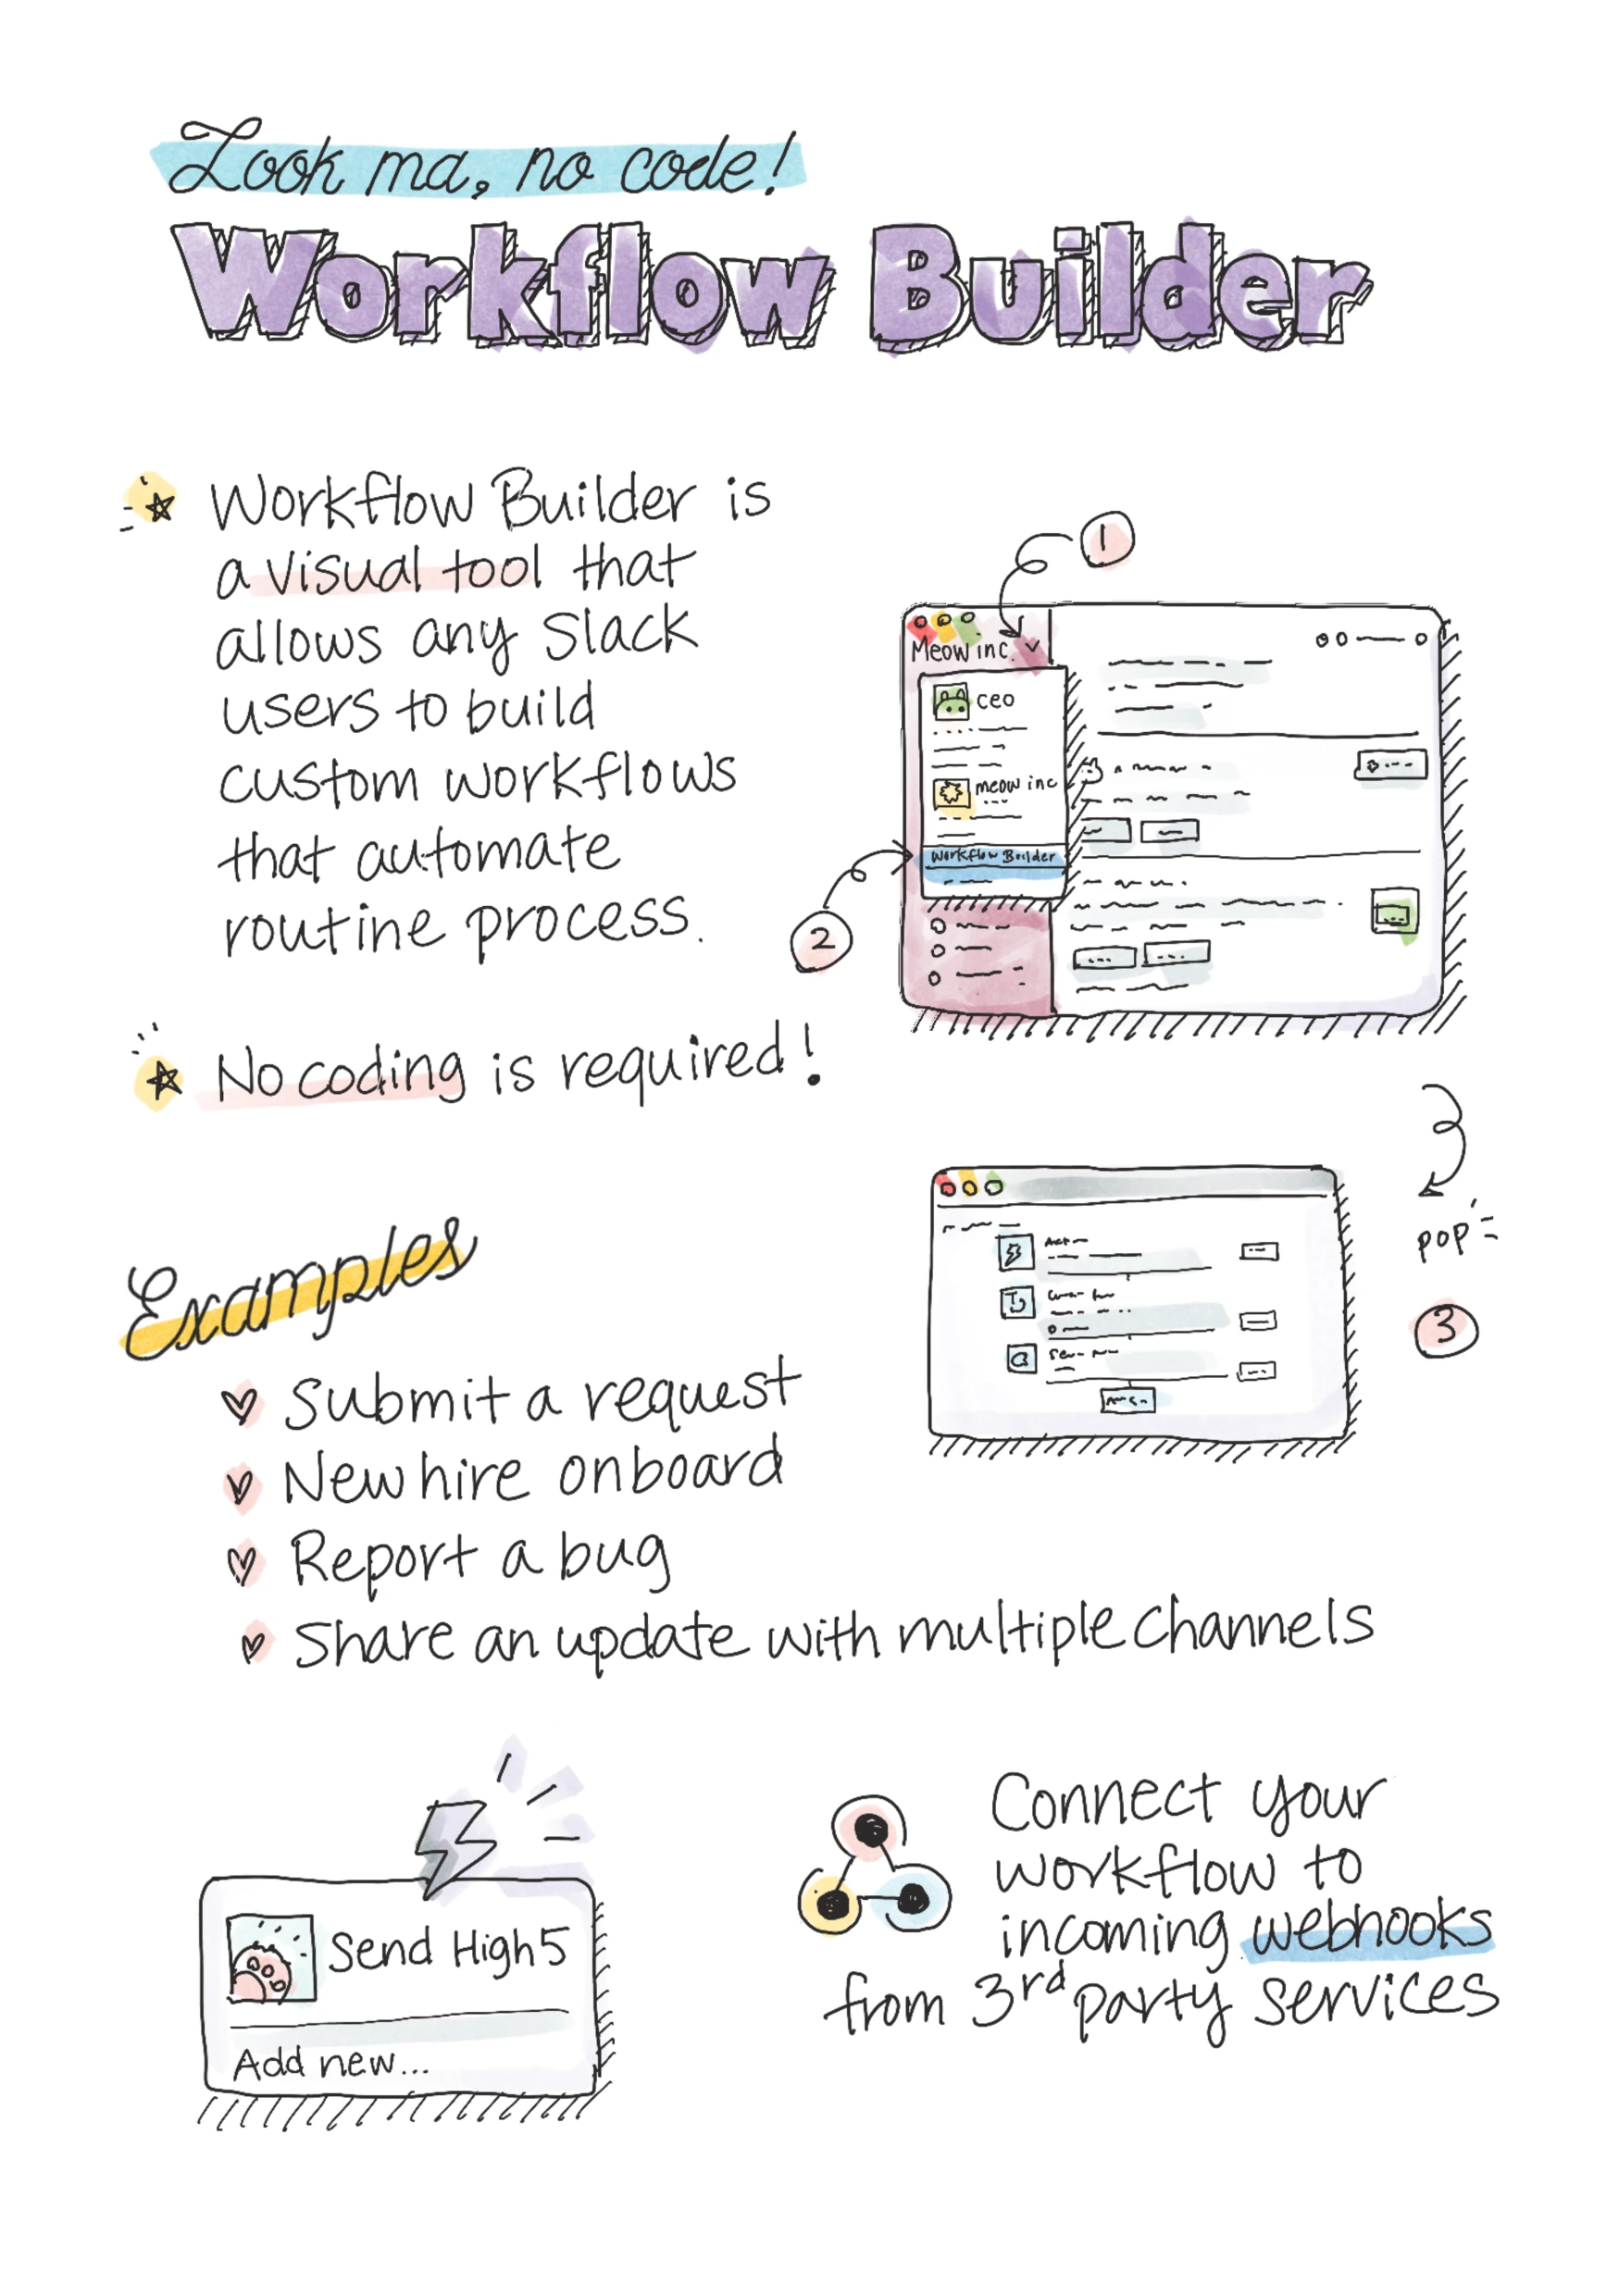 Look ma, no code!
Workflow Builder
Workflow Builder is
a visual tool that
allows any Slack
users to build
custom workflows
that automate
routine process.
No coding is required!
1
Meow inc.
ceo
meow inc
Workflow Builder
2
pop
3
Examples
Submit a request
New hire onboard
Report a bug
Share an update with multiple channels
Send High 5
Add new...
Connect your
workflow to
incoming webhooks
from 3rd party services